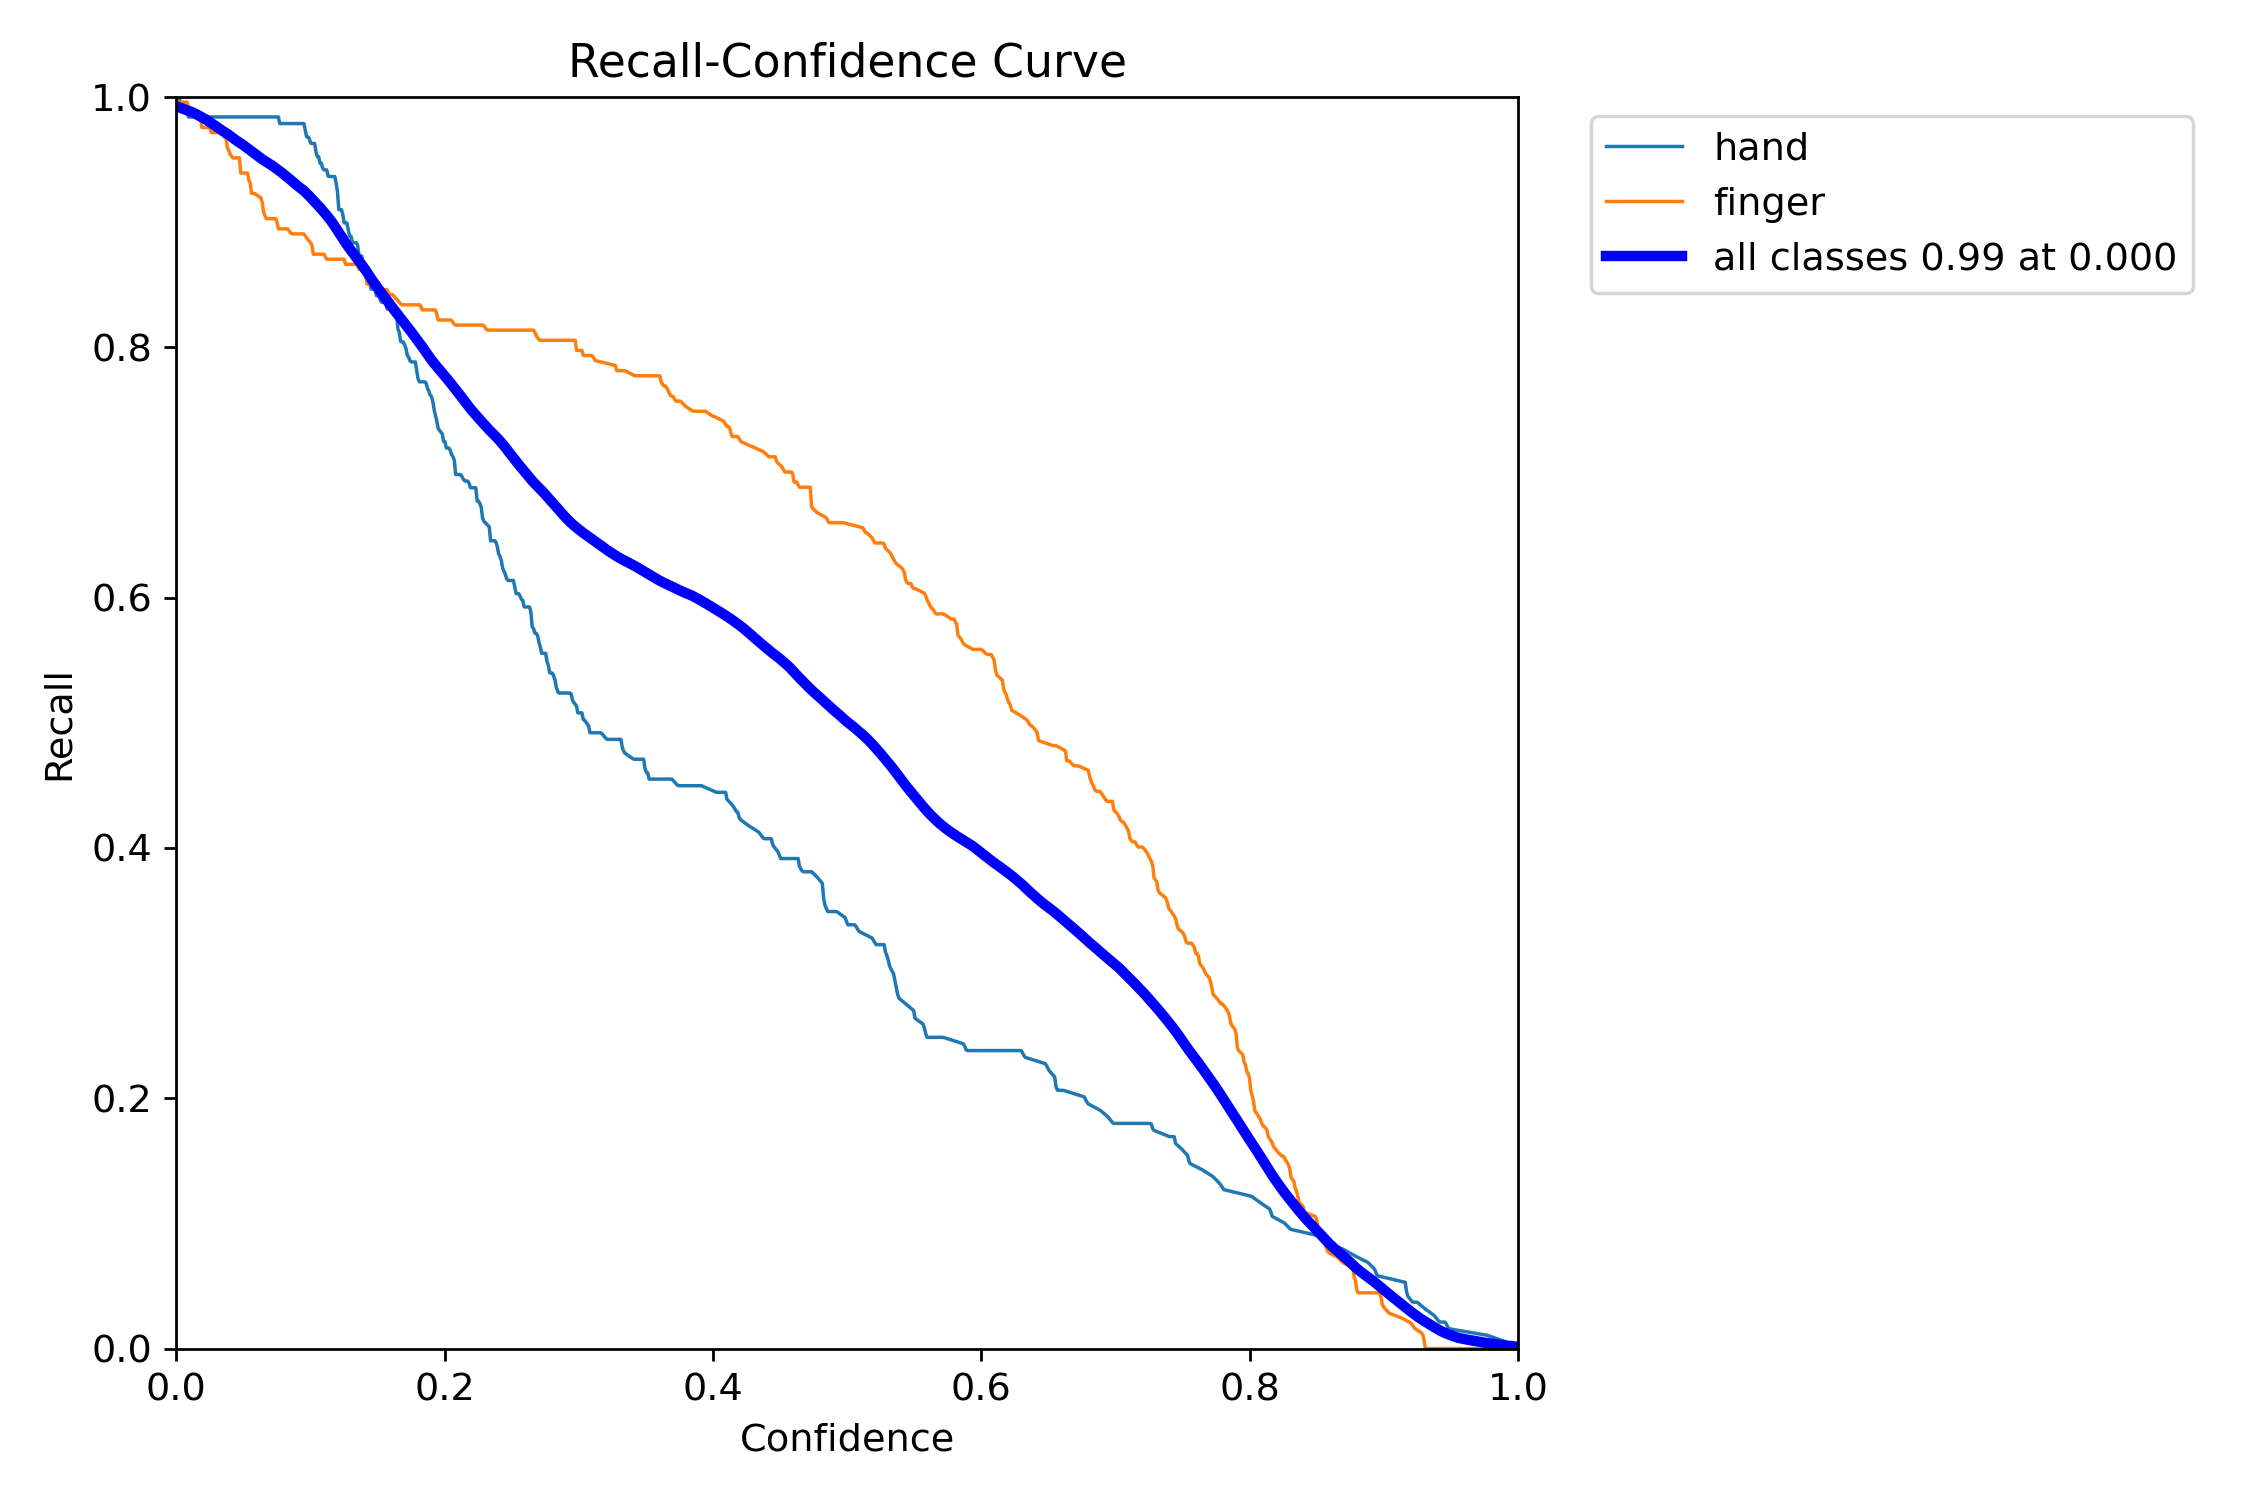 Recall-Confidence Curve
1.0
0.8
0.6
0.4
0.2
0.0
Recall
0.0 0.2 0.4 0.6 0.8 1.0
Confidence
hand
finger
all classes 0.99 at 0.000